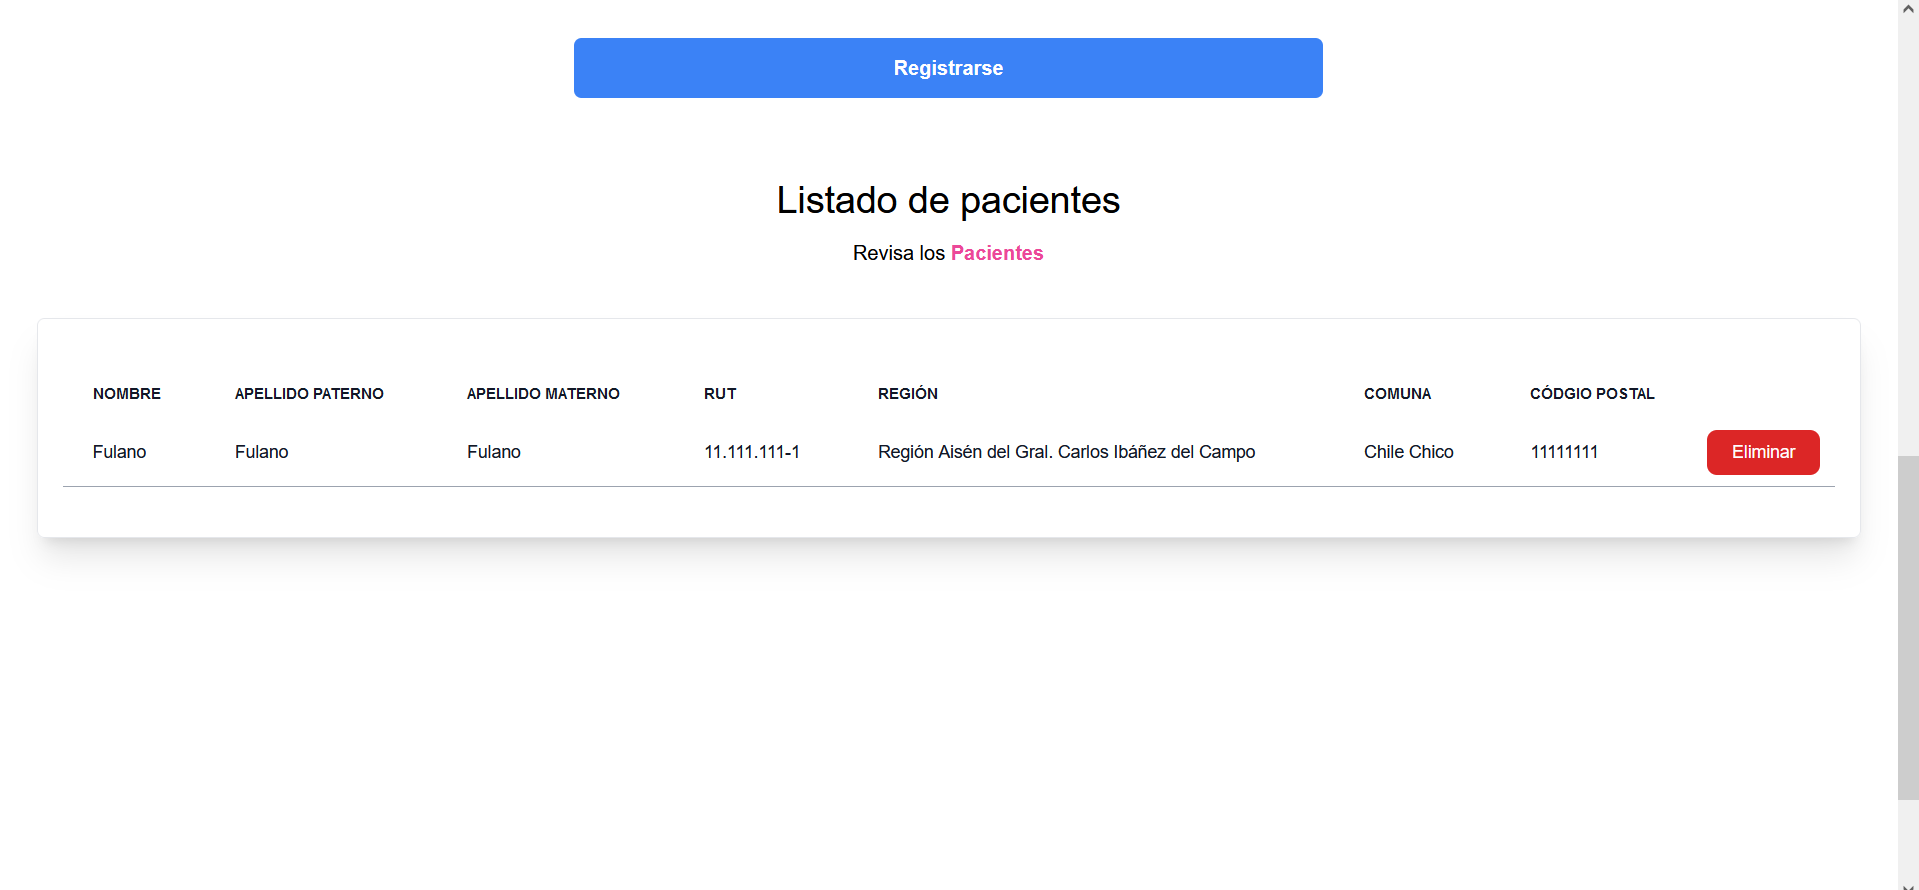 Registrarse
Listado de pacientes
Revisa los Pacientes
NOMBRE APELLIDO PATERNO APELLIDO MATERNO RUT REGIÓN COMUNA CÓDGIO POSTAL
Fulano Fulano Fulano 11.111.111-1 Región Aisén del Gral. Carlos Ibáñez del Campo Chile Chico 11111111 Eliminar